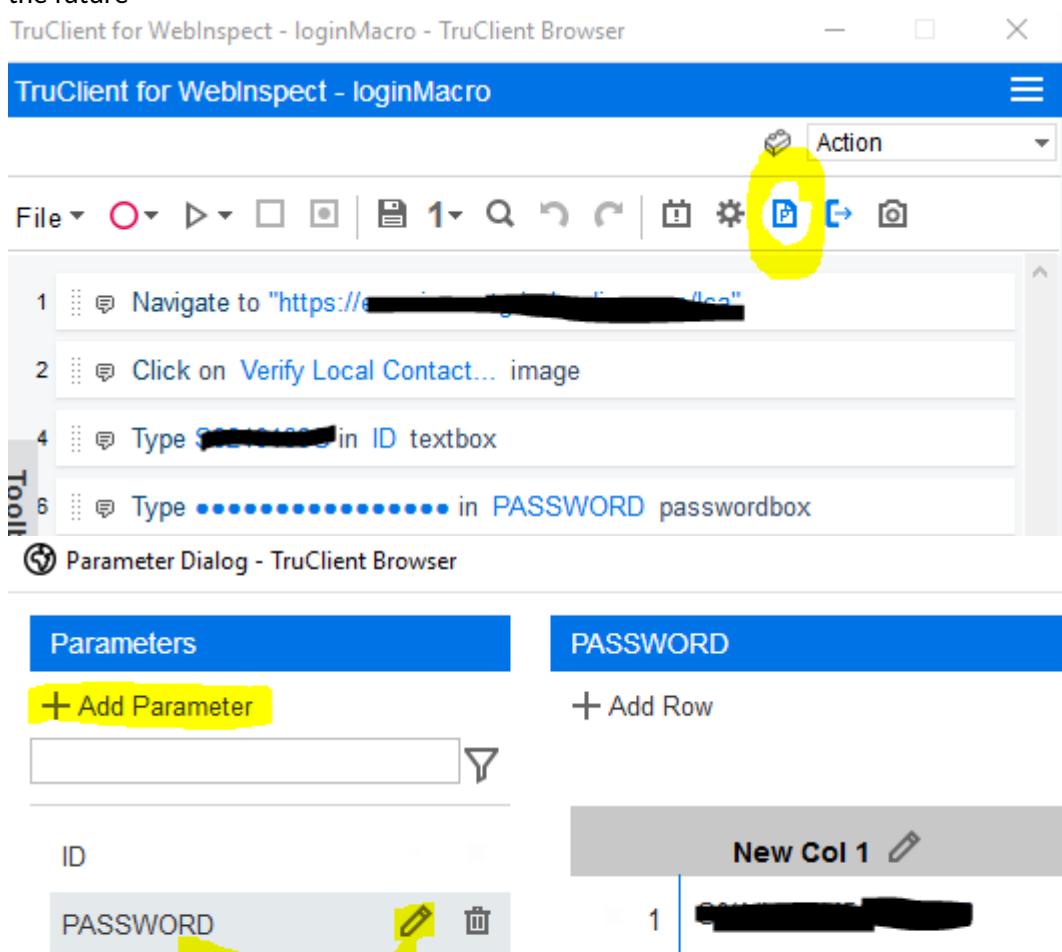 the future
TruClient for WebInspect - loginMacro - TruClient Browser
TruClient for WebInspect - loginMacro
Action
File
1
1 Navigate to "https://
2 Click on Verify Local Contact... image
4 Type in ID textbox
6 Type •••••••••••••••• in PASSWORD passwordbox
Parameter Dialog - TruClient Browser
Parameters
PASSWORD
+ Add Parameter
+ Add Row
ID
New Col 1
PASSWORD
1